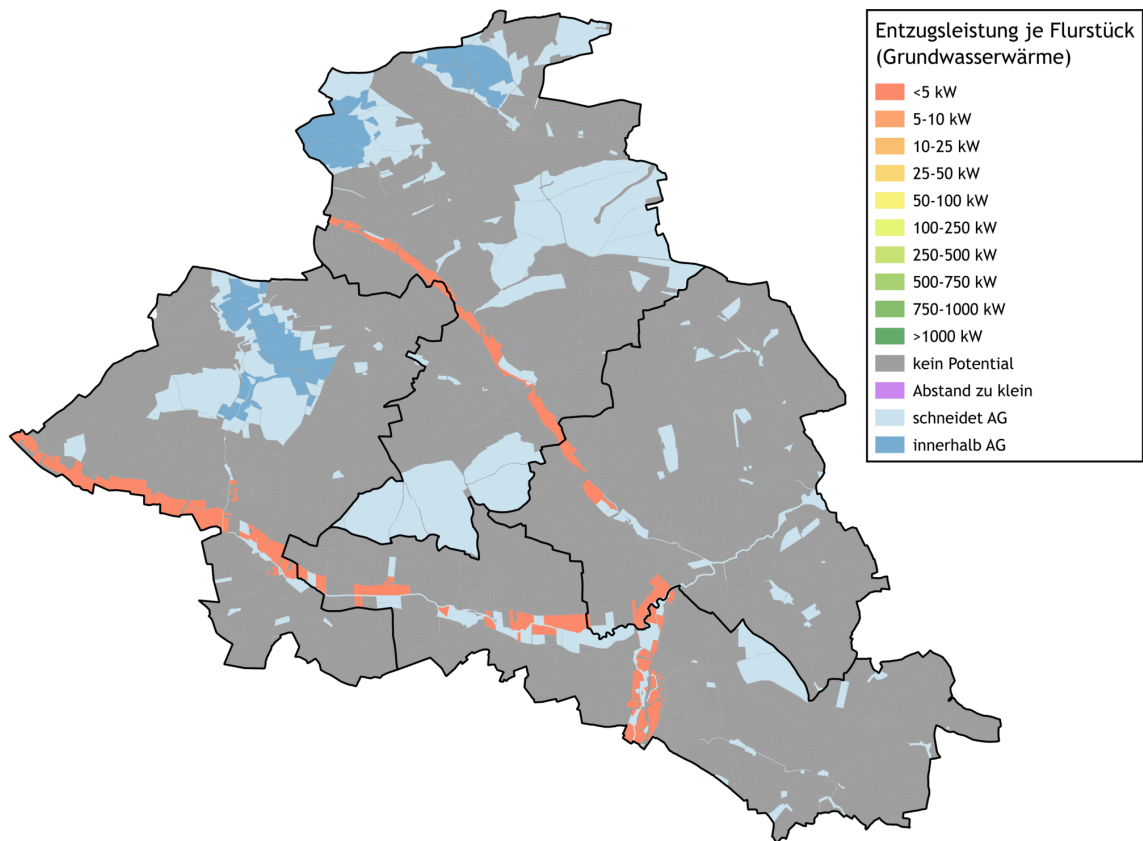 Entzugsleistung je Flurstück
(Grundwasserwärme)
<5 kW
5-10 kW
10-25 kW
25-50 kW
50-100 kW
100-250 kW
250-500 kW
500-750 kW
750-1000 kW
>1000 kW
kein Potential
Abstand zu klein
schneidet AG
innerhalb AG